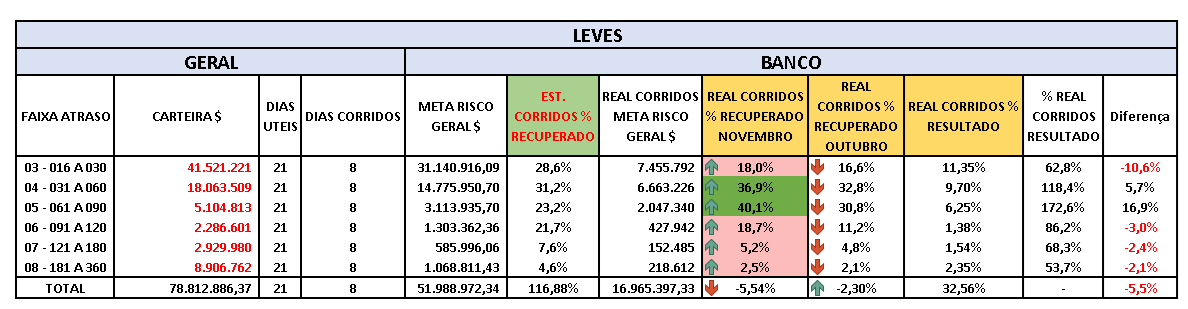 LEVES
GERAL BANCO
FAIXA ATRASO CARTEIRA $ DIAS UTEIS DIAS CORRIDOS META RISCO GERAL $ EST. CORRIDOS % RECUPERADO REAL CORRIDOS META RISCO GERAL $ REAL CORRIDOS % RECUPERADO NOVEMBRO REAL CORRIDOS % RECUPERADO OUTUBRO REAL CORRIDOS % RESULTADO % REAL CORRIDOS RESULTADO Diferença
03 - 016 A 030 41.521.221 21 8 31.140.916,09 28,6% 7.455.792 18,0% 16,6% 11,35% 62,8% -10,6%
04 - 031 A 060 18.063.509 21 8 14.775.950,70 31,2% 6.663.226 36,9% 32,8% 9,70% 118,4% 5,7%
05 - 061 A 090 5.104.813 21 8 3.113.935,70 23,2% 2.047.340 40,1% 30,8% 6,25% 172,6% 16,9%
06 - 091 A 120 2.286.601 21 8 1.303.362,36 21,7% 427.942 18,7% 11,2% 1,38% 86,2% -3,0%
07 - 121 A 180 2.929.980 21 8 585.996,06 7,6% 152.485 5,2% 4,8% 1,54% 68,3% -2,4%
08 - 181 A 360 8.906.762 21 8 1.068.811,43 4,6% 218.612 2,5% 2,1% 2,35% 53,7% -2,1%
TOTAL 78.812.886,37 21 8 51.988.972,34 116,88% 16.965.397,33 -5,54% -2,30% 32,56% - -5,5%